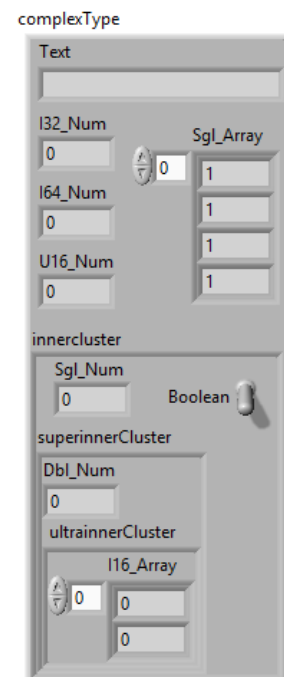 complexType
Text
I32_Num
0
Sgl_Array
0
1
1
1
1
I64_Num
0
U16_Num
0
innercluster
Sgl_Num
0
Boolean
superinnerCluster
Dbl_Num
0
ultrainnerCluster
I16_Array
0
0
0